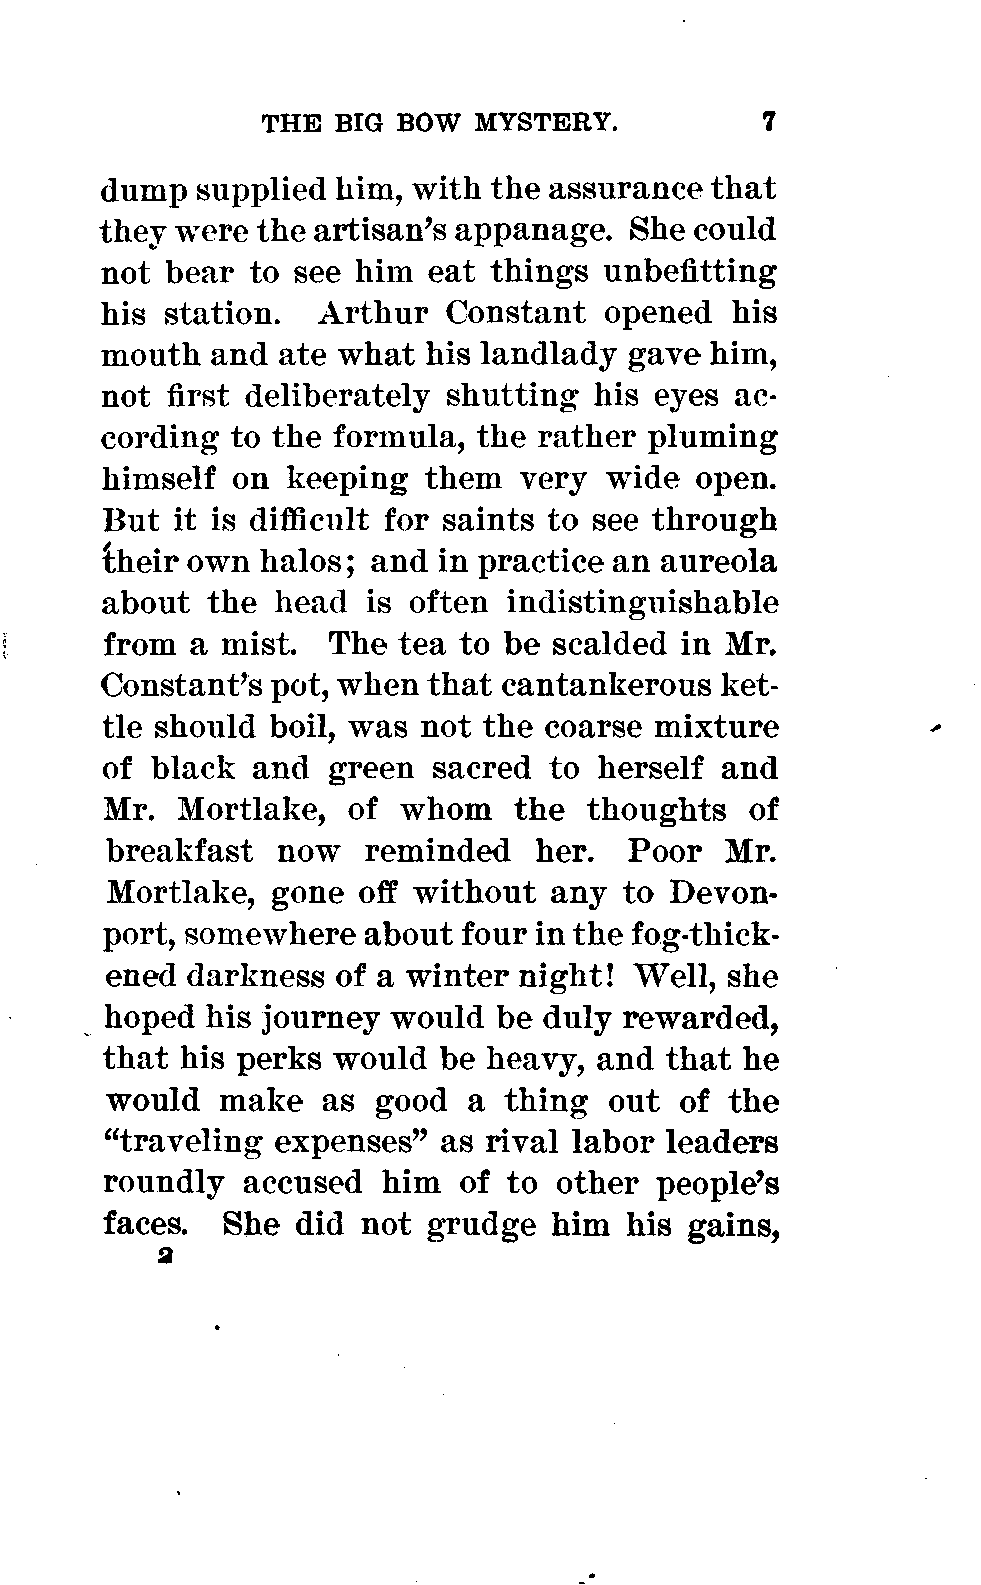 THE BIG BOW MYSTERY. 7
dump supplied him, with the assurance that
they were the artisan's appanage. She could
not bear to see him eat things unbefitting
his station. Arthur Constant opened his
mouth and ate what his landlady gave him,
not first deliberately shutting his eyes ac-
cording to the formula, the rather pluming
himself on keeping them very wide open.
But it is difficult for saints to see through
their own halos; and in practice an aureola
about the head is often indistinguishable
from a mist. The tea to be scalded in Mr.
Constant's pot, when that cantankerous ket-
tle should boil, was not the coarse mixture
of black and green sacred to herself and
Mr. Mortlake, of whom the thoughts of
breakfast now reminded her. Poor Mr.
Mortlake, gone off without any to Devon-
port, somewhere about four in the fog-thick-
ened darkness of a winter night! Well, she
hoped his journey would be duly rewarded,
that his perks would be heavy, and that he
would make as good a thing out of the
“traveling expenses” as rival labor leaders
roundly accused him of to other people's
faces. She did not grudge him his gains,
2